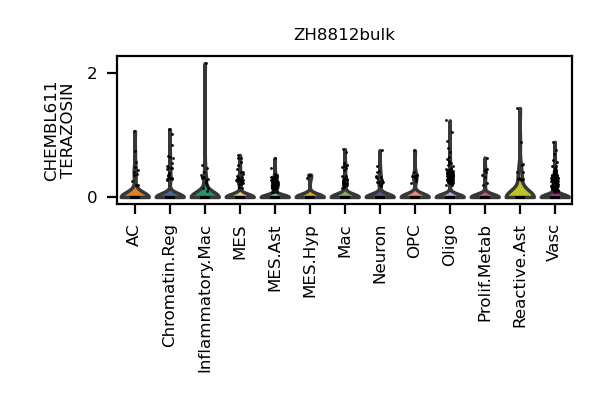 ZH8812bulk
CHEMBL611
TERAZOSIN
2
0
AC
Chromatin.Reg
Inflammatory.Mac
MES
MES.Ast
MES.Hyp
Mac
Neuron
OPC
Oligo
Prolif.Metab
Reactive.Ast
Vasc